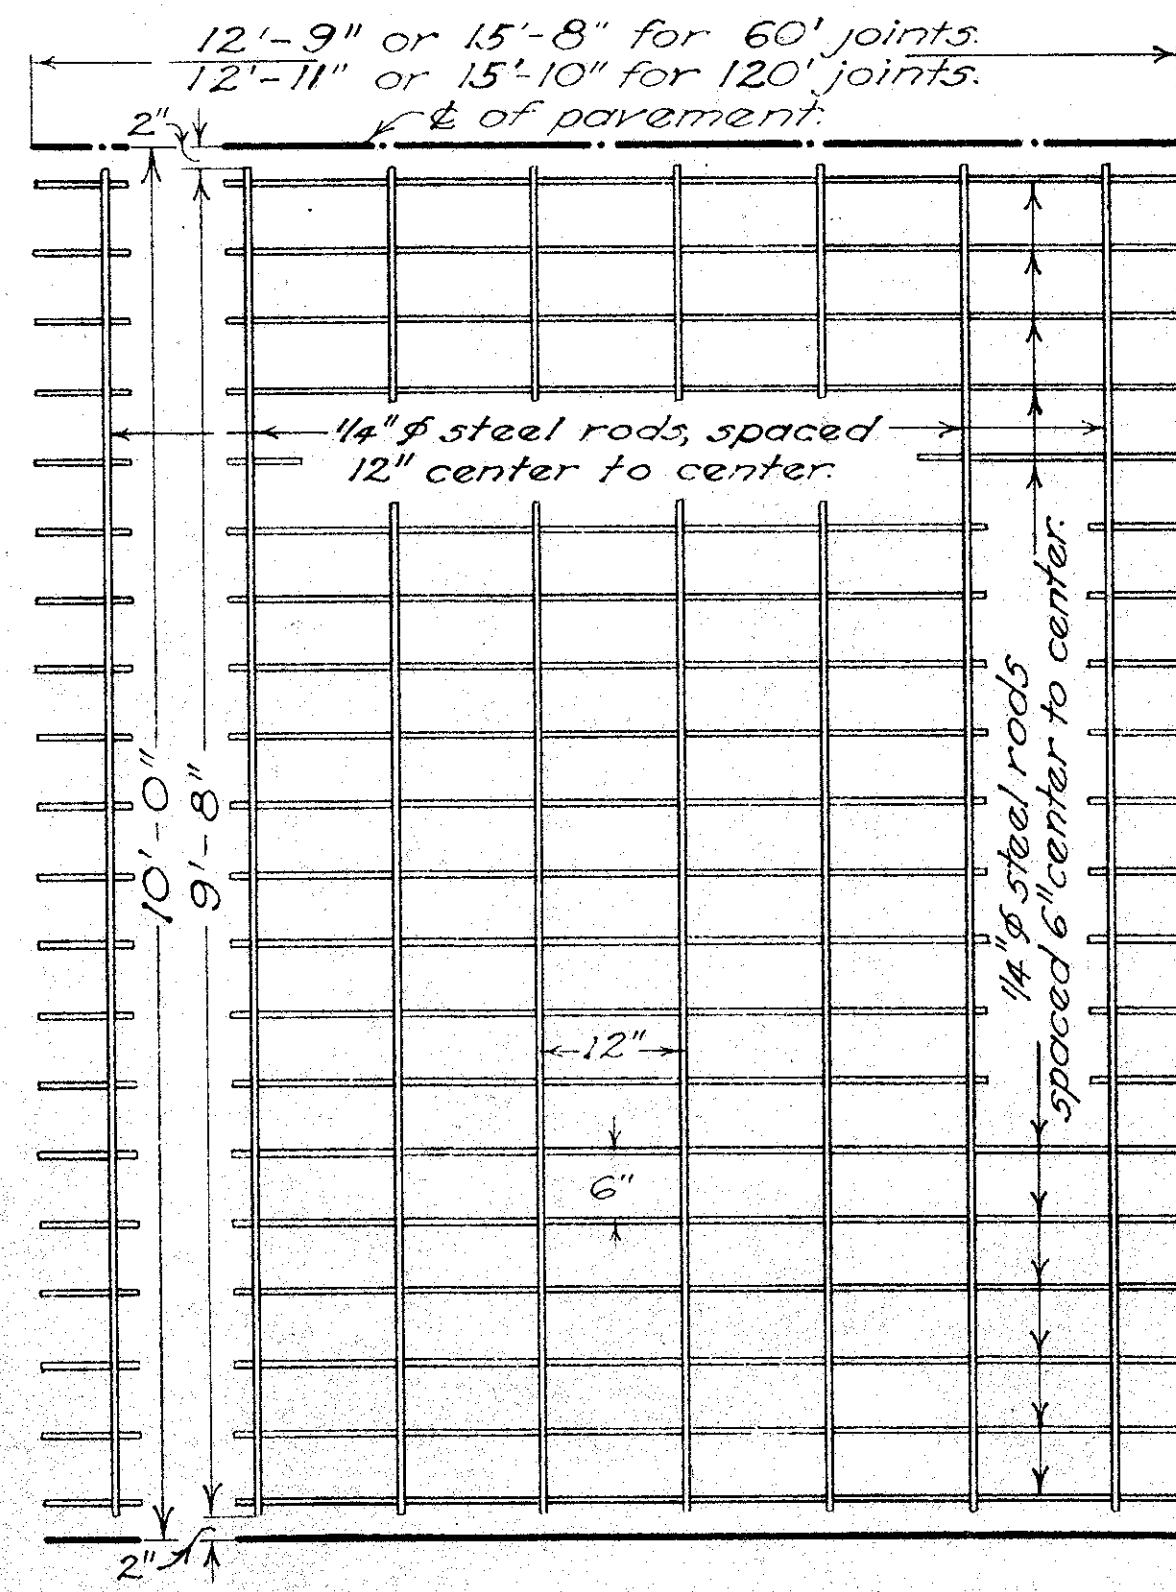 12'-9" or 15'-8" for 60' joints.
12'-11" or 15'-10" for 120' joints.
2"
℄ of pavement.
1/4" ϕ steel rods, spaced
12" center to center.
10'-0"
9'-8"
1/4" ϕ steel rods
spaced 6" center to center.
12"
6"
2"